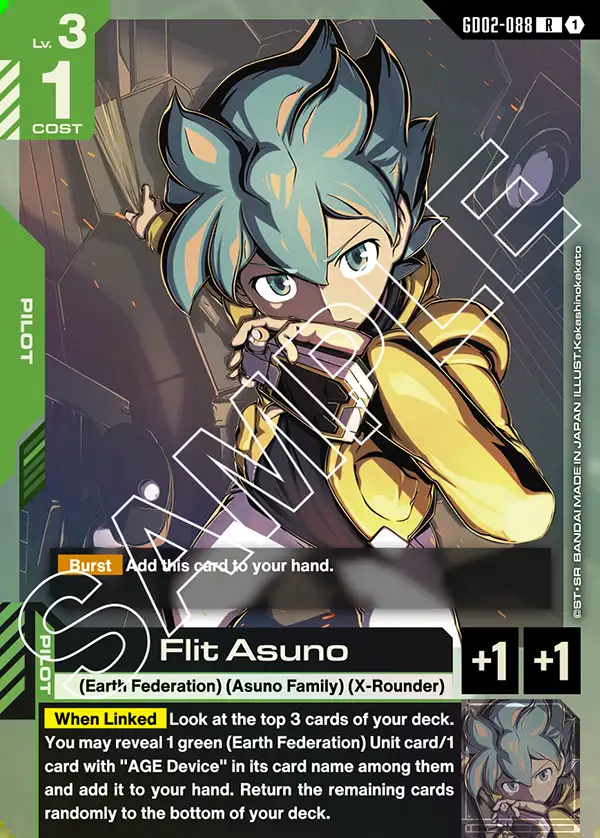 Lv. 3
1
COST
GD02-088 R 1
PILOT
©ST・SR BANDAI MADE IN JAPAN ILLUST.Kakashinokakato
SAMPLE
Burst Add this card to your hand.
PILOT
Flit Asuno
+1 +1
(Earth Federation) (Asuno Family) (X-Rounder)
When Linked Look at the top 3 cards of your deck.
You may reveal 1 green (Earth Federation) Unit card/1
card with "AGE Device" in its card name among them
and add it to your hand. Return the remaining cards
randomly to the bottom of your deck.